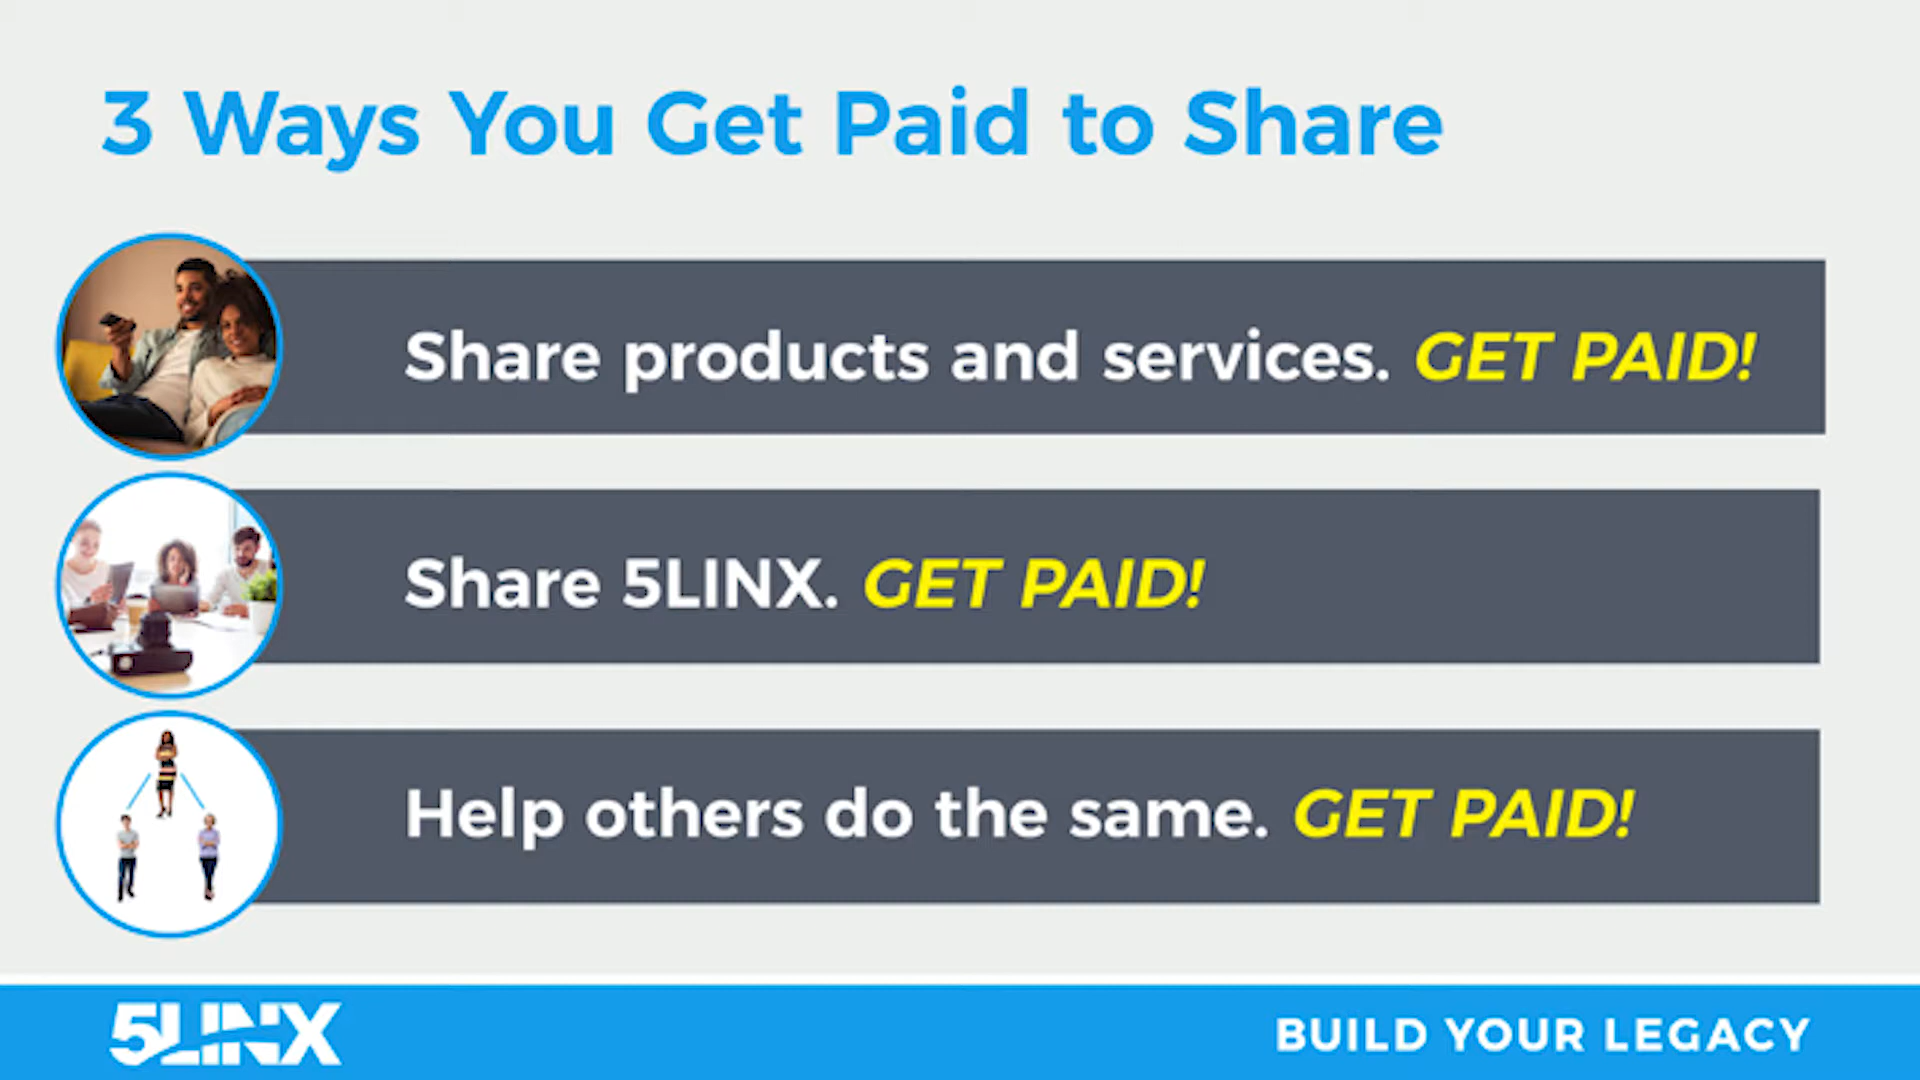 3 Ways You Get Paid to Share
Share products and services. GET PAID!
Share 5LINX. GET PAID!
Help others do the same. GET PAID!
5LINX
BUILD YOUR LEGACY